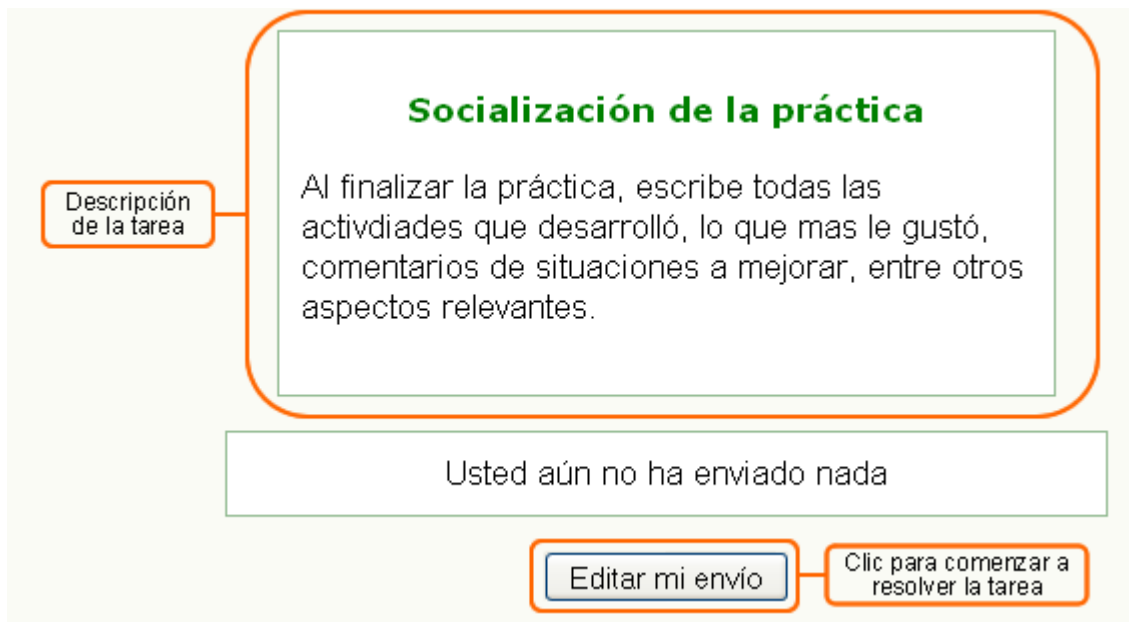 Socialización de la práctica
Al finalizar la práctica, escribe todas las
activdiades que desarrolló, lo que mas le gustó,
comentarios de situaciones a mejorar, entre otros
aspectos relevantes.
Descripción
de la tarea
Usted aún no ha enviado nada
Editar mi envío
Clic para comenzar a
resolver la tarea